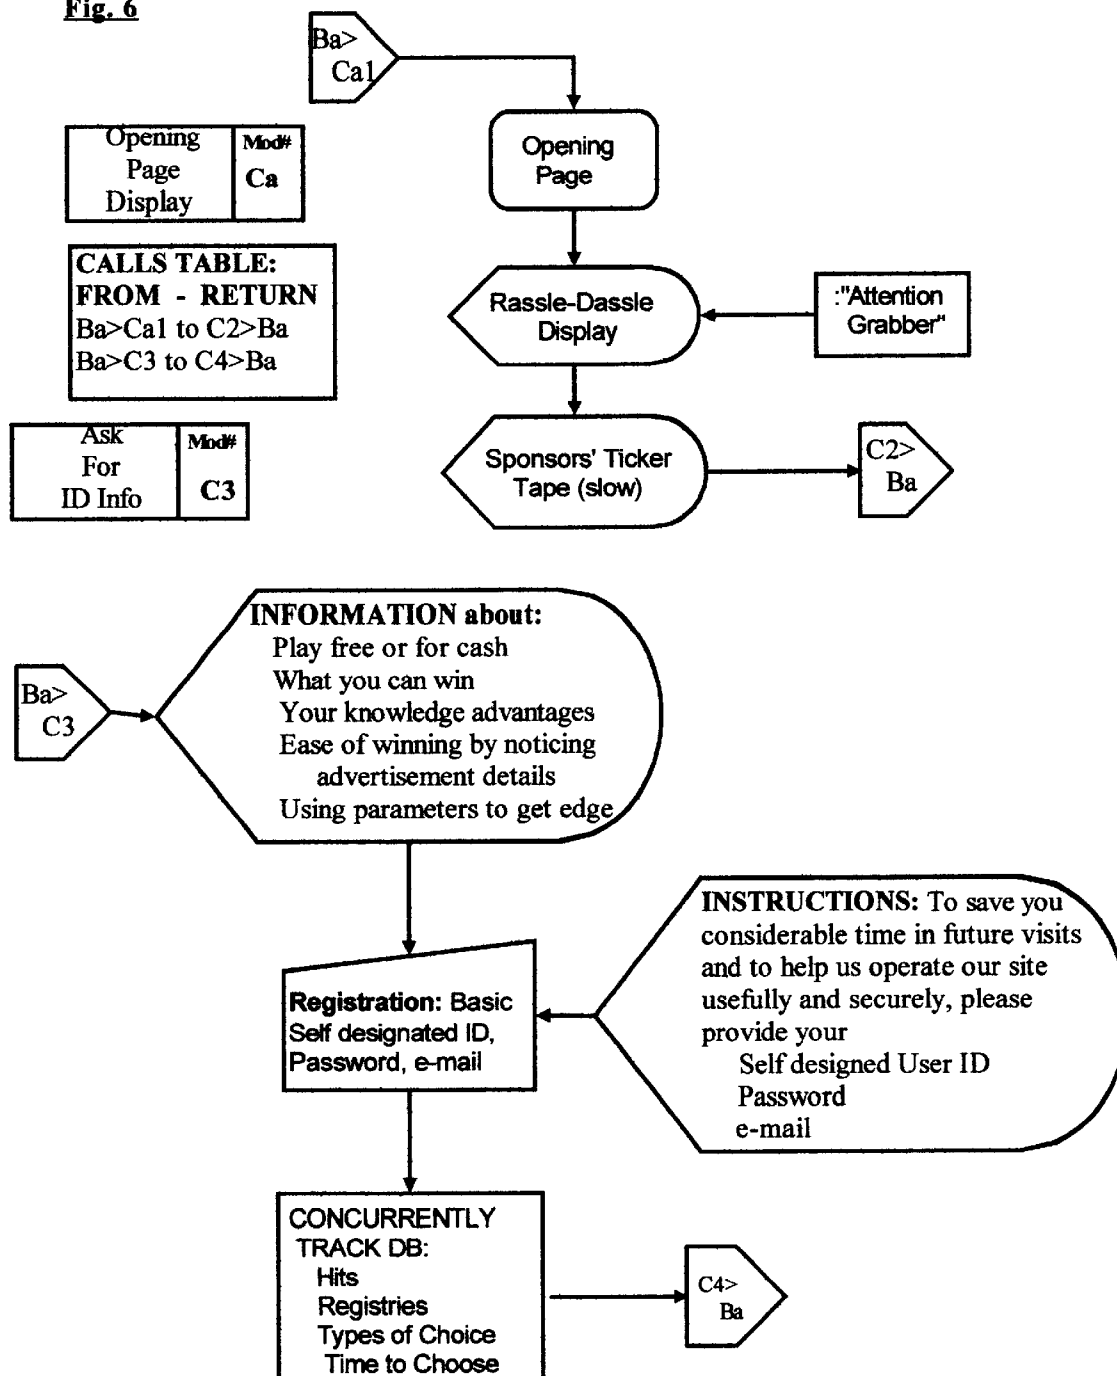 Fig. 6
Ba>
Ca1
Opening
Page
Display
Mod#
Ca
Opening
Page
CALLS TABLE:
FROM - RETURN
Ba>Ca1 to C2>Ba
Ba>C3 to C4>Ba
Rassle-Dassle
Display
:"Attention
Grabber"
Ask
For
ID Info
Mod#
C3
Sponsors' Ticker
Tape (slow)
C2>
Ba
Ba>
C3
INFORMATION about:
Play free or for cash
What you can win
Your knowledge advantages
Ease of winning by noticing
advertisement details
Using parameters to get edge
INSTRUCTIONS: To save you
considerable time in future visits
and to help us operate our site
usefully and securely, please
provide your
Self designed User ID
Password
e-mail
Registration: Basic
Self designated ID,
Password, e-mail
CONCURRENTLY
TRACK DB:
Hits
Registries
Types of Choice
Time to Choose
C4>
Ba